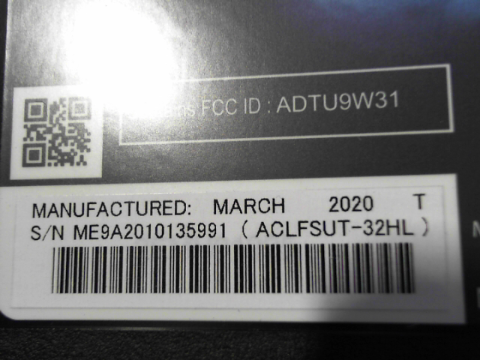 FCC ID : ADTU9W31
MANUFACTURED: MARCH 2020 T
S/N ME9A2010135991 ( ACLFSUT-32HL )